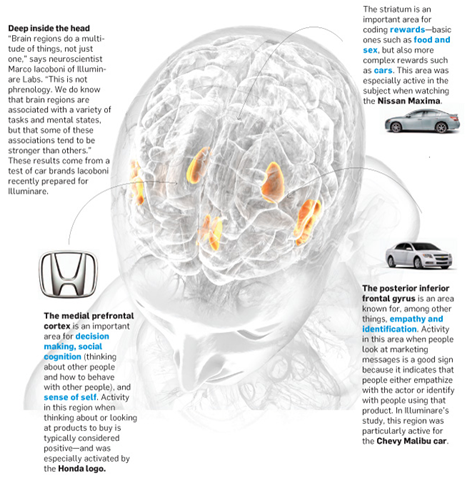 Deep inside the head
“Brain regions do a multi-
tude of things, not just
one,” says neuroscientist
Marco Iacoboni of Illumin-
are Labs. “This is not
phrenology. We do know
that brain regions are
associated with a variety of
tasks and mental states,
but that some of these
associations tend to be
stronger than others.”
These results come from a
test of car brands Iacoboni
recently prepared for
Illuminare.
The striatum is an
important area for
coding rewards—basic
ones such as food and
sex, but also more
complex rewards such
as cars. This area was
especially active in the
subject when watching
the Nissan Maxima.
The medial prefrontal
cortex is an important
area for decision
making, social
cognition (thinking
about other people
and how to behave
with other people), and
sense of self. Activity
in this region when
thinking about or looking
at products to buy is
typically considered
positive—and was
especially activated by
the Honda logo.
The posterior inferior
frontal gyrus is an area
known for, among other
things, empathy and
identification. Activity
in this area when people
look at marketing
messages is a good sign
because it indicates that
people either empathize
with the actor or identify
with people using that
product. In Illuminare’s
study, this region was
particularly active for
the Chevy Malibu car.